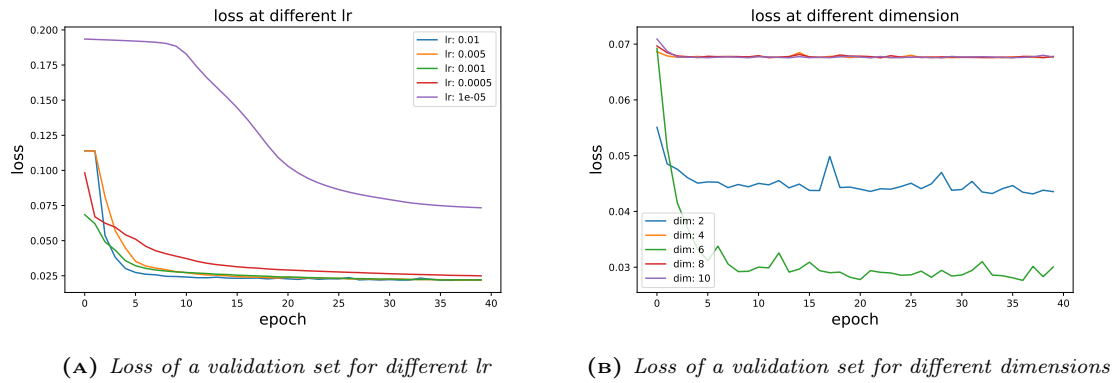 loss at different lr
0.200
0.175
0.150
0.125
0.100
0.075
0.050
0.025
loss
lr: 0.01
lr: 0.005
lr: 0.001
lr: 0.0005
lr: 1e-05
0 5 10 15 20 25 30 35 40
epoch
(A) Loss of a validation set for different lr
loss at different dimension
0.07
0.06
0.05
0.04
0.03
loss
dim: 2
dim: 4
dim: 6
dim: 8
dim: 10
0 5 10 15 20 25 30 35 40
epoch
(B) Loss of a validation set for different dimensions